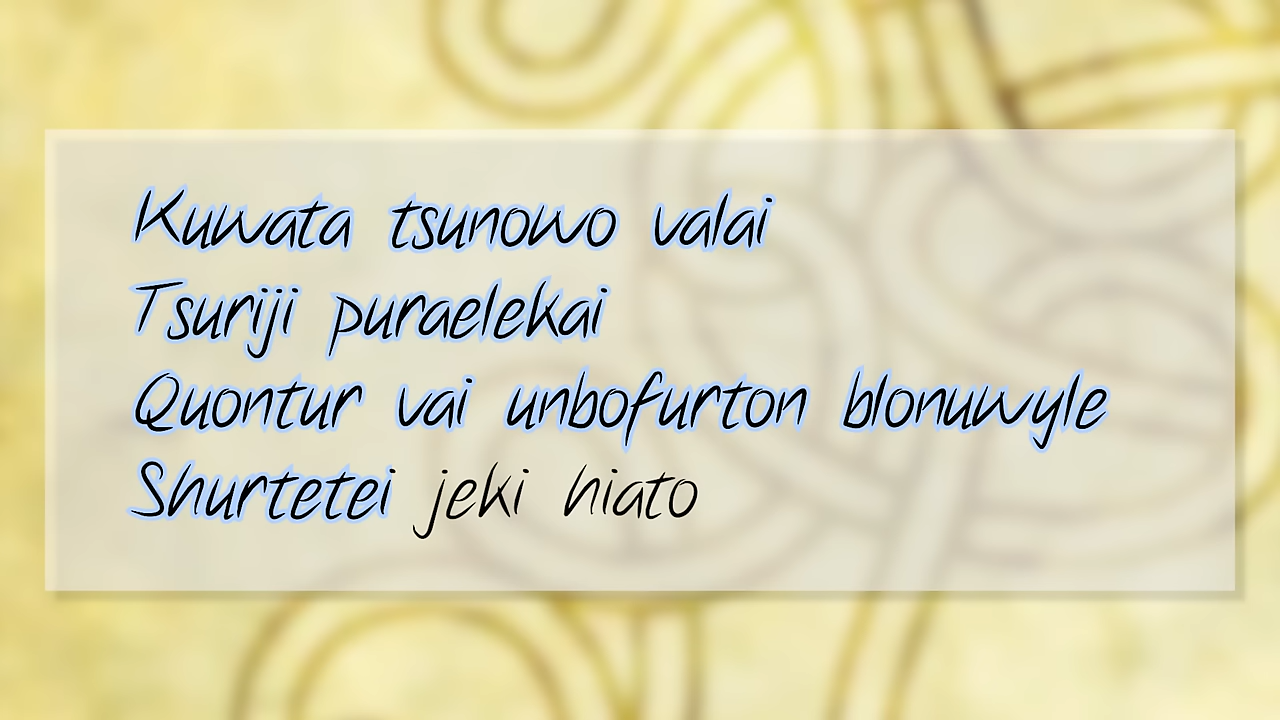 Kuwata tsunowo valai
Tsuriji puraelekai
Quontur vai unbofurton blonuwyle
Shurtetei jeki hiato